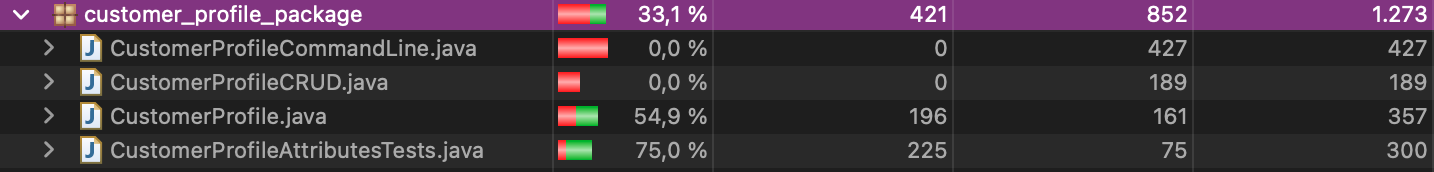 customer_profile_package 33,1 % 421 852 1.273
J CustomerProfileCommandLine.java 0,0 % 0 427 427
J CustomerProfileCRUD.java 0,0 % 0 189 189
J CustomerProfile.java 54,9 % 196 161 357
J CustomerProfileAttributesTests.java 75,0 % 225 75 300